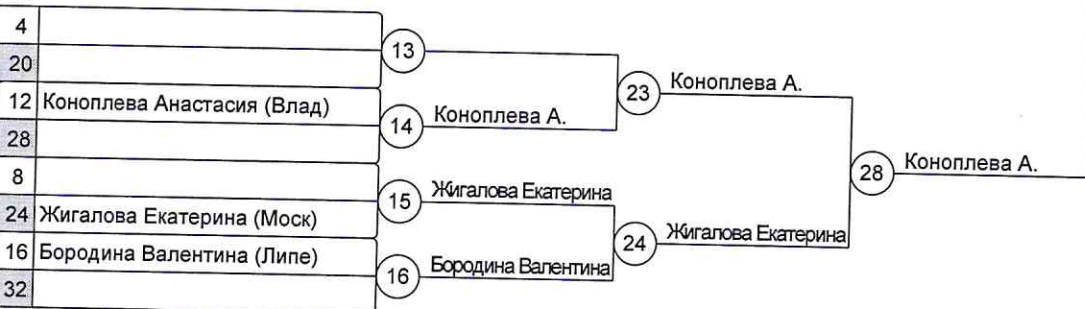 4
13
20
23 Коноплева А.
12 Коноплева Анастасия (Влад)
14 Коноплева А.
28
28 Коноплева А.
8
15 Жигалова Екатерина
24 Жигалова Екатерина (Моск)
24 Жигалова Екатерина
16 Бородина Валентина (Липе)
16 Бородина Валентина
32